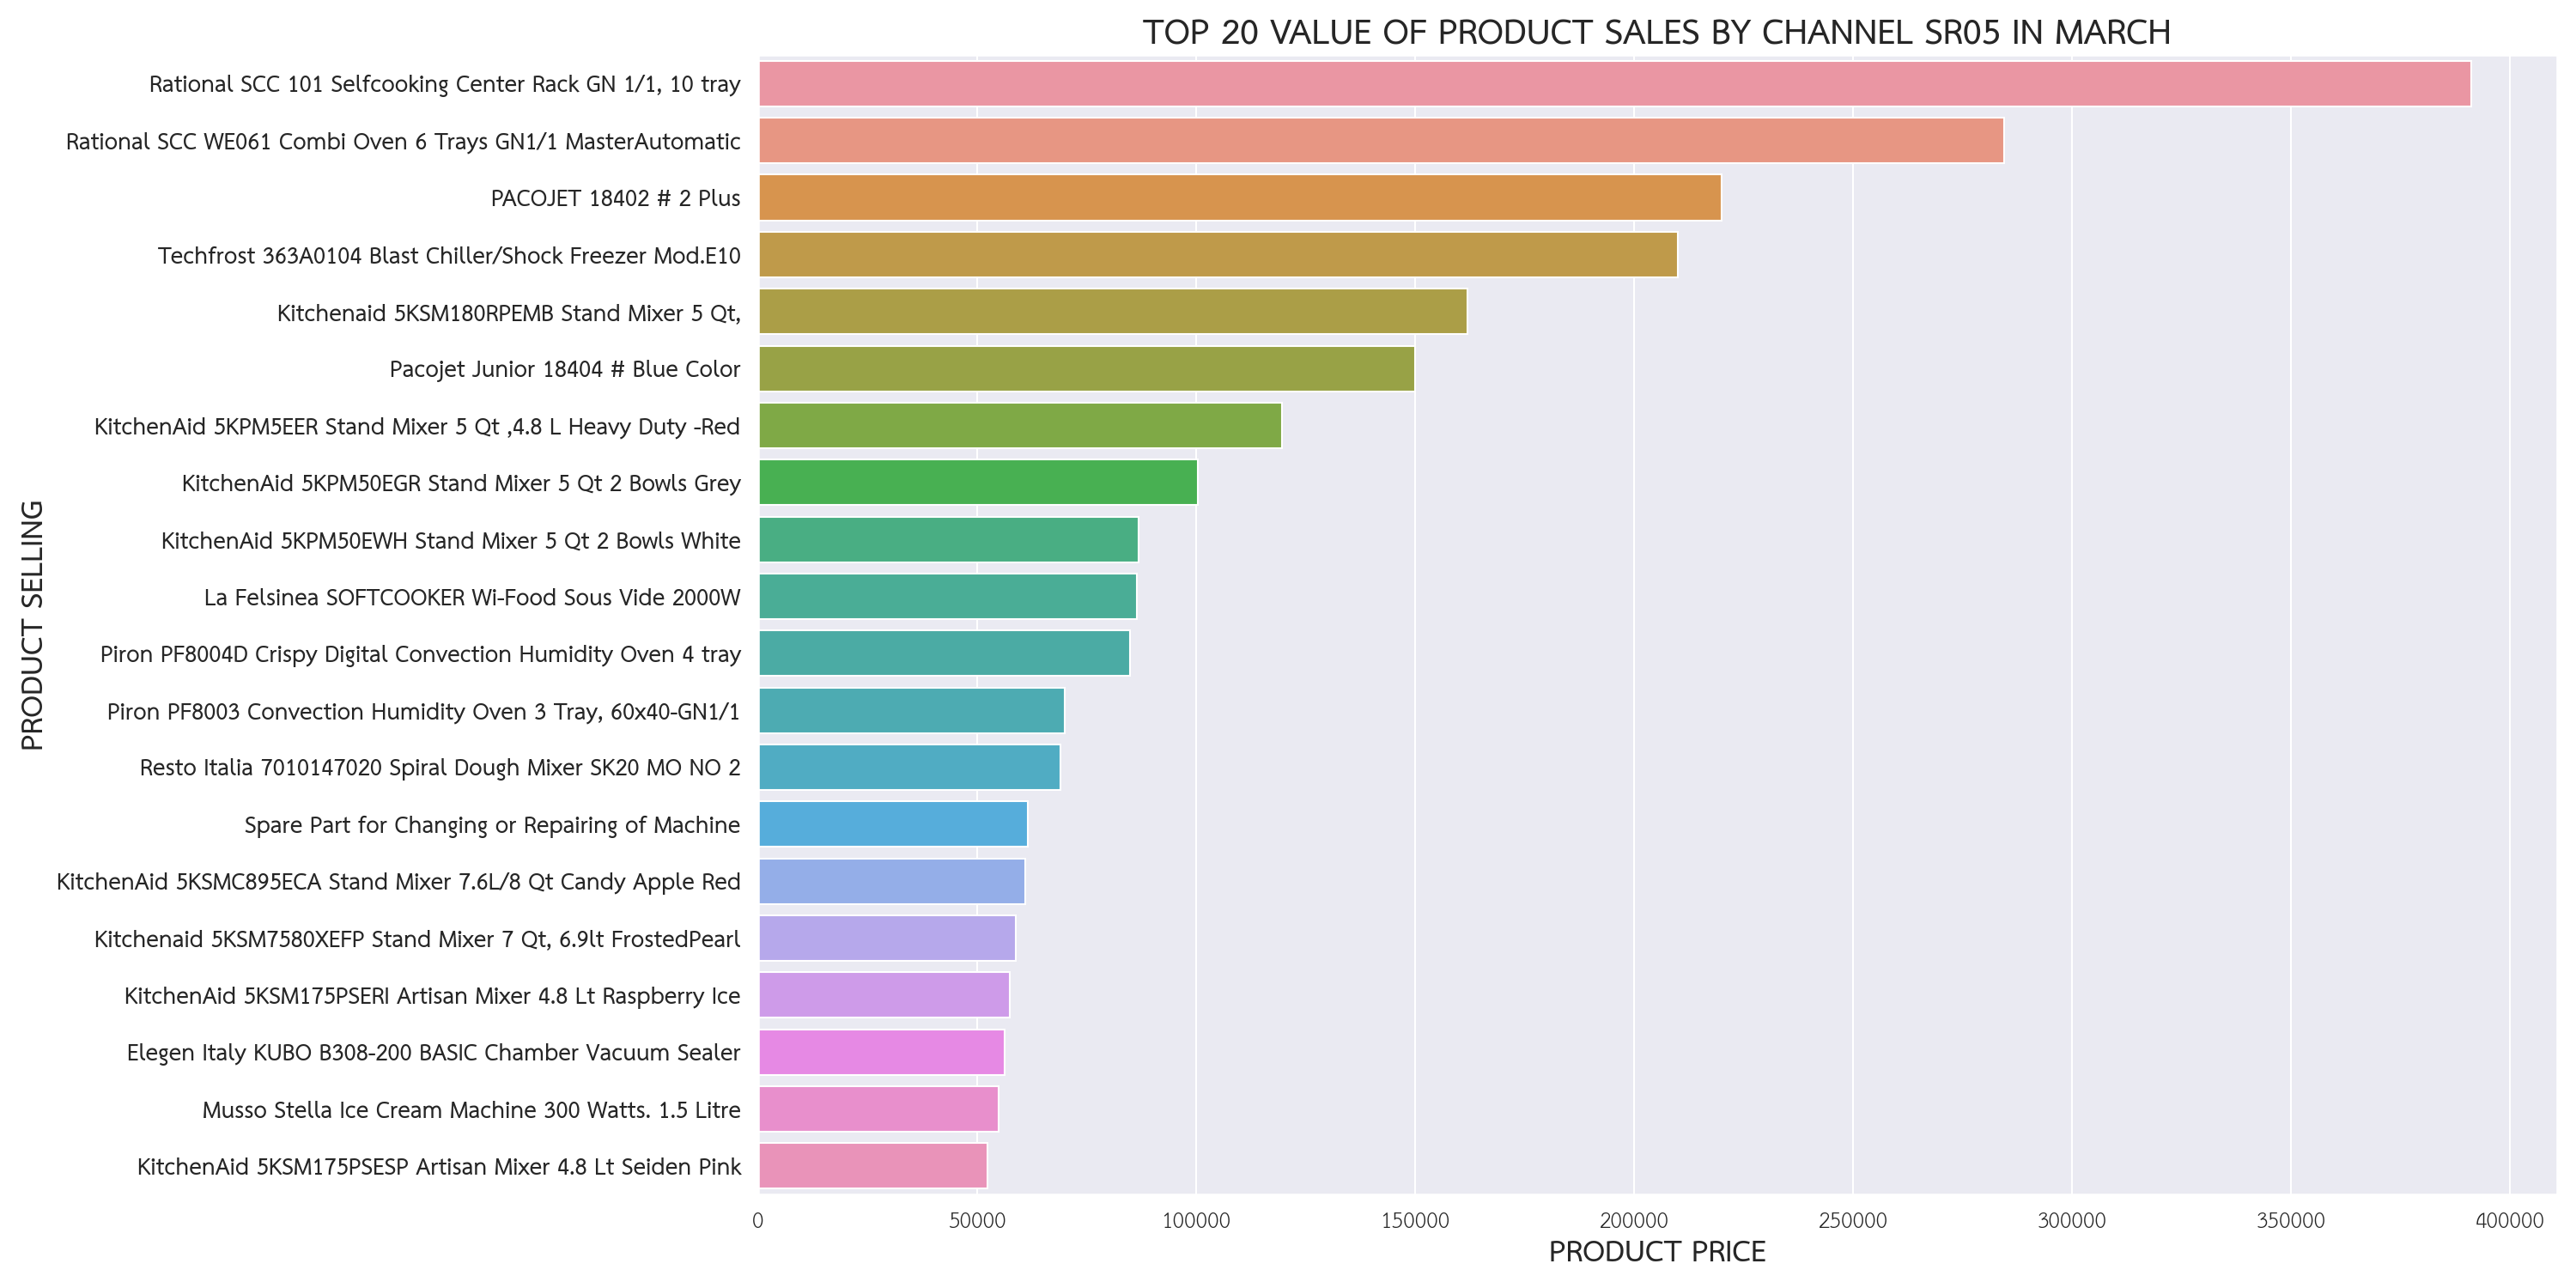 TOP 20 VALUE OF PRODUCT SALES BY CHANNEL SR05 IN MARCH
PRODUCT SELLING
Rational SCC 101 Selfcooking Center Rack GN 1/1, 10 tray
Rational SCC WE061 Combi Oven 6 Trays GN1/1 MasterAutomatic
PACOJET 18402 # 2 Plus
Techfrost 363A0104 Blast Chiller/Shock Freezer Mod.E10
Kitchenaid 5KSM180RPEMB Stand Mixer 5 Qt,
Pacojet Junior 18404 # Blue Color
KitchenAid 5KPM5EER Stand Mixer 5 Qt ,4.8 L Heavy Duty -Red
KitchenAid 5KPM50EGR Stand Mixer 5 Qt 2 Bowls Grey
KitchenAid 5KPM50EWH Stand Mixer 5 Qt 2 Bowls White
La Felsinea SOFTCOOKER Wi-Food Sous Vide 2000W
Piron PF8004D Crispy Digital Convection Humidity Oven 4 tray
Piron PF8003 Convection Humidity Oven 3 Tray, 60x40-GN1/1
Resto Italia 7010147020 Spiral Dough Mixer SK20 MO NO 2
Spare Part for Changing or Repairing of Machine
KitchenAid 5KSMC895ECA Stand Mixer 7.6L/8 Qt Candy Apple Red
Kitchenaid 5KSM7580XEFP Stand Mixer 7 Qt, 6.9lt FrostedPearl
KitchenAid 5KSM175PSERI Artisan Mixer 4.8 Lt Raspberry Ice
Elegen Italy KUBO B308-200 BASIC Chamber Vacuum Sealer
Musso Stella Ice Cream Machine 300 Watts. 1.5 Litre
KitchenAid 5KSM175PSESP Artisan Mixer 4.8 Lt Seiden Pink
0 50000 100000 150000 200000 250000 300000 350000 400000
PRODUCT PRICE